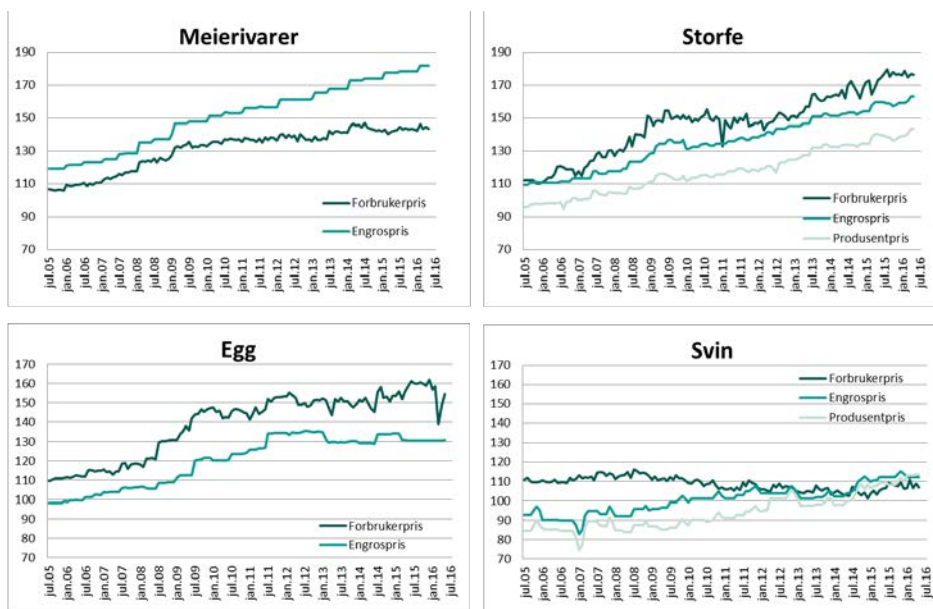 Meierivarer
190
170
150
130
110
90
70
Forbrukerpris
Engrospris
jul.05
jan.06
jul.06
jan.07
jul.07
jan.08
jul.08
jan.09
jul.09
jan.10
jul.10
jan.11
jul.11
jan.12
jul.12
jan.13
jul.13
jan.14
jul.14
jan.15
jul.15
jan.16
jul.16
Storfe
190
170
150
130
110
90
70
Forbrukerpris
Engrospris
Produsentpris
jul.05
jan.06
jul.06
jan.07
jul.07
jan.08
jul.08
jan.09
jul.09
jan.10
jul.10
jan.11
jul.11
jan.12
jul.12
jan.13
jul.13
jan.14
jul.14
jan.15
jul.15
jan.16
jul.16
Egg
170
160
150
140
130
120
110
100
90
80
70
Forbrukerpris
Engrospris
jul.05
jan.06
jul.06
jan.07
jul.07
jan.08
jul.08
jan.09
jul.09
jan.10
jul.10
jan.11
jul.11
jan.12
jul.12
jan.13
jul.13
jan.14
jul.14
jan.15
jul.15
jan.16
jul.16
Svin
170
160
150
140
130
120
110
100
90
80
70
Forbrukerpris
Engrospris
Produsentpris
jul.05
jan.06
jul.06
jan.07
jul.07
jan.08
jul.08
jan.09
jul.09
jan.10
jul.10
jan.11
jul.11
jan.12
jul.12
jan.13
jul.13
jan.14
jul.14
jan.15
jul.15
jan.16
jul.16